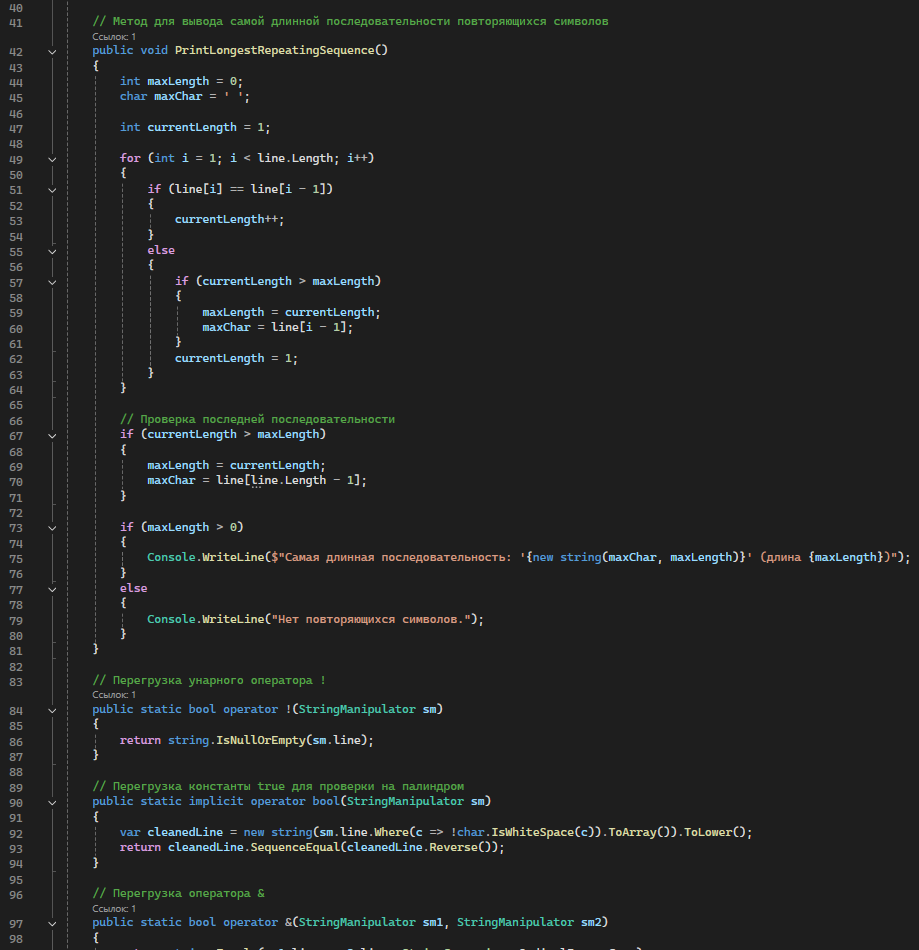 40
41 // Метод для вывода самой длинной последовательности повторяющихся символов
Ссылок: 1
42 public void PrintLongestRepeatingSequence()
43 {
44 int maxLength = 0;
45 char maxChar = ' ';
46
47 int currentLength = 1;
48
49 for (int i = 1; i < line.Length; i++)
50 {
51 if (line[i] == line[i - 1])
52 {
53 currentLength++;
54 }
55 else
56 {
57 if (currentLength > maxLength)
58 {
59 maxLength = currentLength;
60 maxChar = line[i - 1];
61 }
62 currentLength = 1;
63 }
64 }
65
66 // Проверка последней последовательности
67 if (currentLength > maxLength)
68 {
69 maxLength = currentLength;
70 maxChar = line[line.Length - 1];
71 }
72
73 if (maxLength > 0)
74 {
75 Console.WriteLine($"Самая длинная последовательность: '{new string(maxChar, maxLength)}' (длина {maxLength})");
76 }
77 else
78 {
79 Console.WriteLine("Нет повторяющихся символов.");
80 }
81 }
82
83 // Перегрузка унарного оператора !
Ссылок: 1
84 public static bool operator !(StringManipulator sm)
85 {
86 return string.IsNullOrEmpty(sm.line);
87 }
88
89 // Перегрузка константы true для проверки на палиндром
90 public static implicit operator bool(StringManipulator sm)
91 {
92 var cleanedLine = new string(sm.line.Where(c => !char.IsWhiteSpace(c)).ToArray()).ToLower();
93 return cleanedLine.SequenceEqual(cleanedLine.Reverse());
94 }
95
96 // Перегрузка оператора &
Ссылок: 1
97 public static bool operator &(StringManipulator sm1, StringManipulator sm2)
98 {